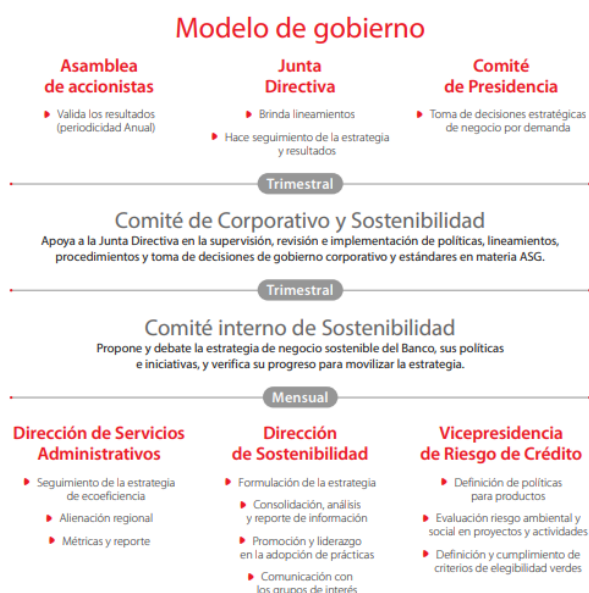 Modelo de gobierno
Asamblea
de accionistas
Valida los resultados
(periodicidad Anual)
Junta
Directiva
Brinda lineamientos
Hace seguimiento de la estrategia
y resultados
Comité
de Presidencia
Toma de decisiones estratégicas
de negocio por demanda
Trimestral
Comité de Corporativo y Sostenibilidad
Apoya a la Junta Directiva en la supervisión, revisión e implementación de políticas, lineamientos,
procedimientos y toma de decisiones de gobierno corporativo y estándares en materia ASG.
Trimestral
Comité interno de Sostenibilidad
Propone y debate la estrategia de negocio sostenible del Banco, sus políticas
e iniciativas, y verifica su progreso para movilizar la estrategia.
Mensual
Dirección de Servicios
Administrativos
Seguimiento de la estrategia
de ecoeficiencia
Alienación regional
Métricas y reporte
Dirección
de Sostenibilidad
Formulación de la estrategia
Consolidación, análisis
y reporte de información
Promoción y liderazgo
en la adopción de prácticas
Comunicación con
los grupos de interés
Vicepresidencia
de Riesgo de Crédito
Definición de políticas
para productos
Evaluación riesgo ambiental y
social en proyectos y actividades
Definición y cumplimiento de
criterios de elegibilidad verdes